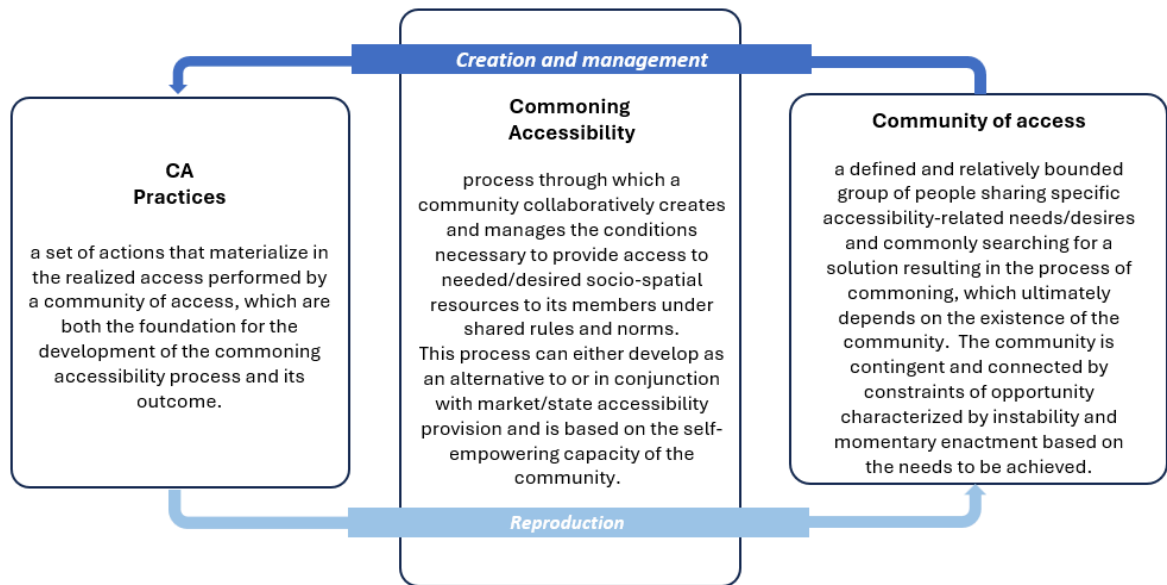 Creation and management
CA
Practices
a set of actions that materialize in
the realized access performed by
a community of access, which are
both the foundation for the
development of the commoning
accessibility process and its
outcome.
Commoning
Accessibility
process through which a
community collaboratively creates
and manages the conditions
necessary to provide access to
needed/desired socio-spatial
resources to its members under
shared rules and norms.
This process can either develop as
an alternative to or in conjunction
with market/state accessibility
provision and is based on the self-
empowering capacity of the
community.
Community of access
a defined and relatively bounded
group of people sharing specific
accessibility-related needs/desires
and commonly searching for a
solution resulting in the process of
commoning, which ultimately
depends on the existence of the
community.  The community is
contingent and connected by
constraints of opportunity
characterized by instability and
momentary enactment based on
the needs to be achieved.
Reproduction